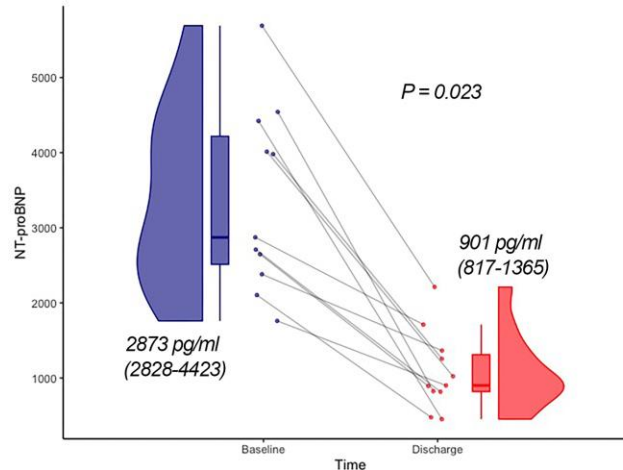 5000
4000
3000
2000
1000
NT-proBNP
P = 0.023
2873 pg/ml
(2828-4423)
901 pg/ml
(817-1365)
Baseline
Discharge
Time